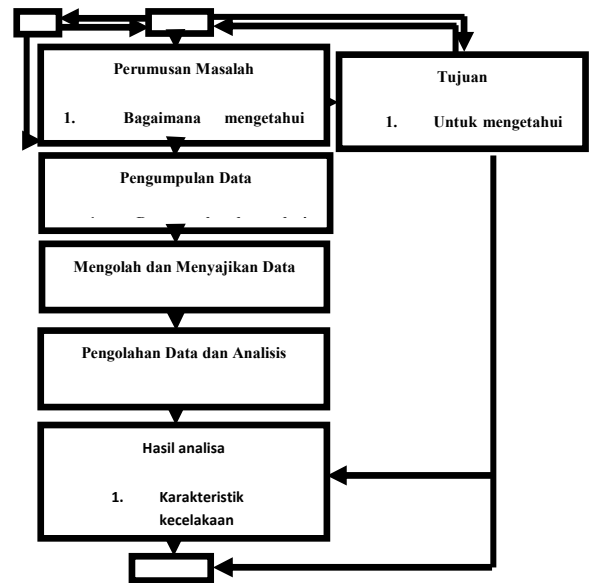 Perumusan Masalah
1. Bagaimana mengetahui
Tujuan
1. Untuk mengetahui
Pengumpulan Data
Mengolah dan Menyajikan Data
Pengolahan Data dan Analisis
Hasil analisa
1. Karakteristik
kecelakaan